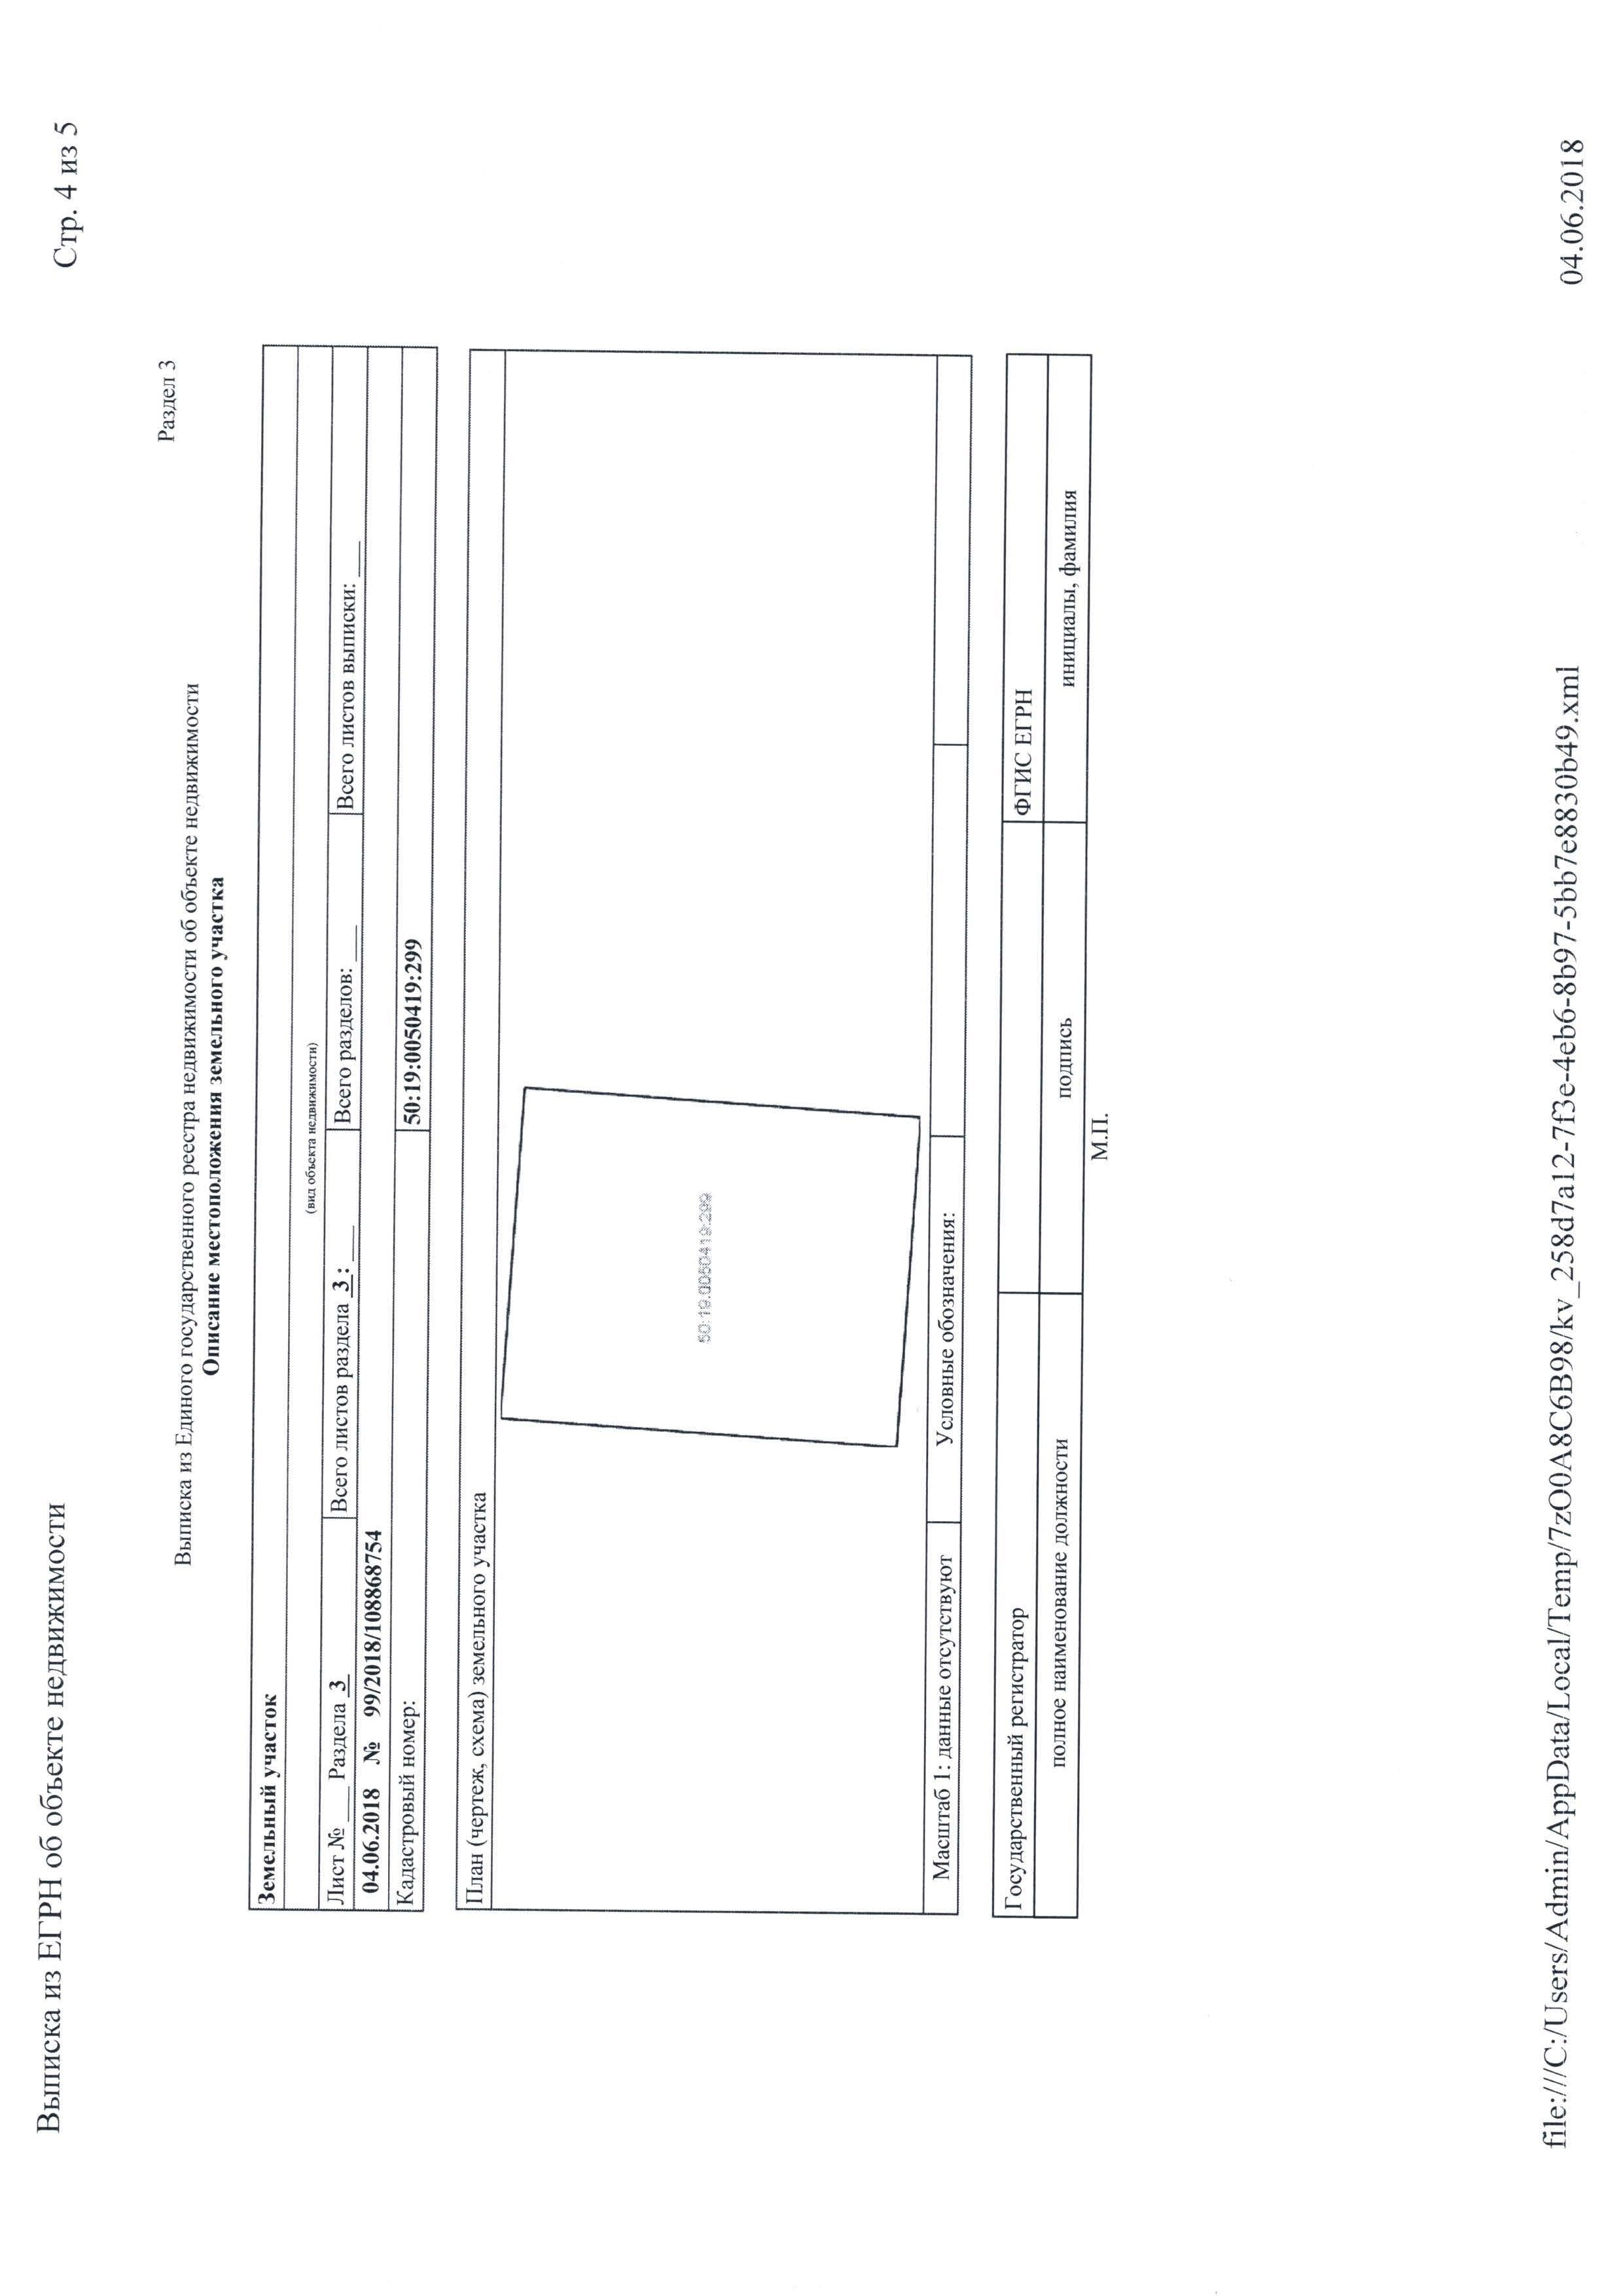 Выписка из ЕГРН об объекте недвижимости
Стр. 4 из 5
Раздел 3
Выписка из Единого государственного реестра недвижимости об объекте недвижимости
Описание местоположения земельного участка
Земельный участок
(вид объекта недвижимости)
Лист № ___ Раздела 3 Всего листов раздела 3 : ___ Всего разделов: ___ Всего листов выписки: ___
04.06.2018 № 99/2018/108868754
Кадастровый номер: 50:19:0050419:299
План (чертеж, схема) земельного участка
50:19:0050419:299
Масштаб 1: данные отсутствуют Условные обозначения:
Государственный регистратор ФГИС ЕГРН
полное наименование должности подпись инициалы, фамилия
М.П.
file:///C:/Users/Admin/AppData/Local/Temp/7zO0A8C6B98/kv_258d7a12-7f3e-4eb6-8b97-5bb7e8830b49.xml
04.06.2018